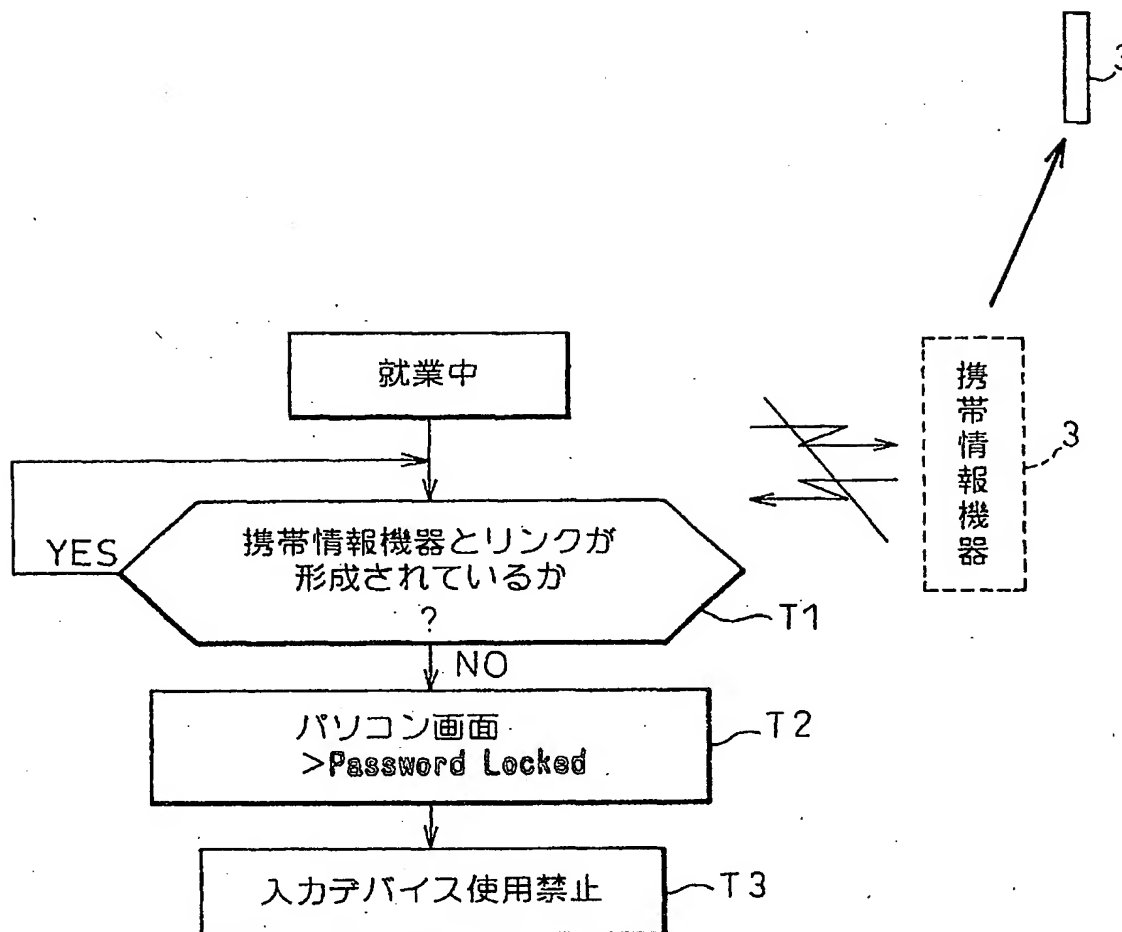 3
就業中
携帯情報機器
3
YES
携帯情報機器とリンクが
形成されているか
?
T1
NO
パソコン画面
>Password Locked
T2
入力デバイス使用禁止
T3